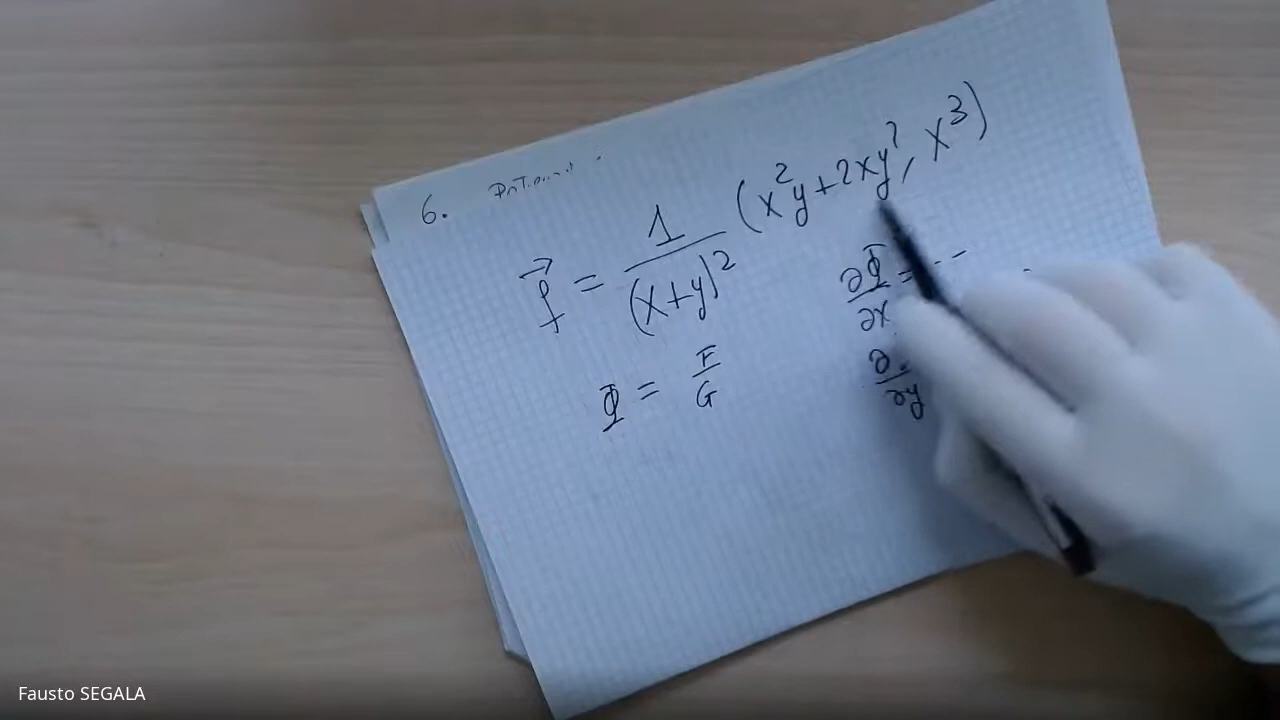 6.
f⃗ = 1/(x+y)² (x²y+2xy², x³)
Φ = F/G
∂Φ/∂x = ---
∂y
Fausto SEGALA